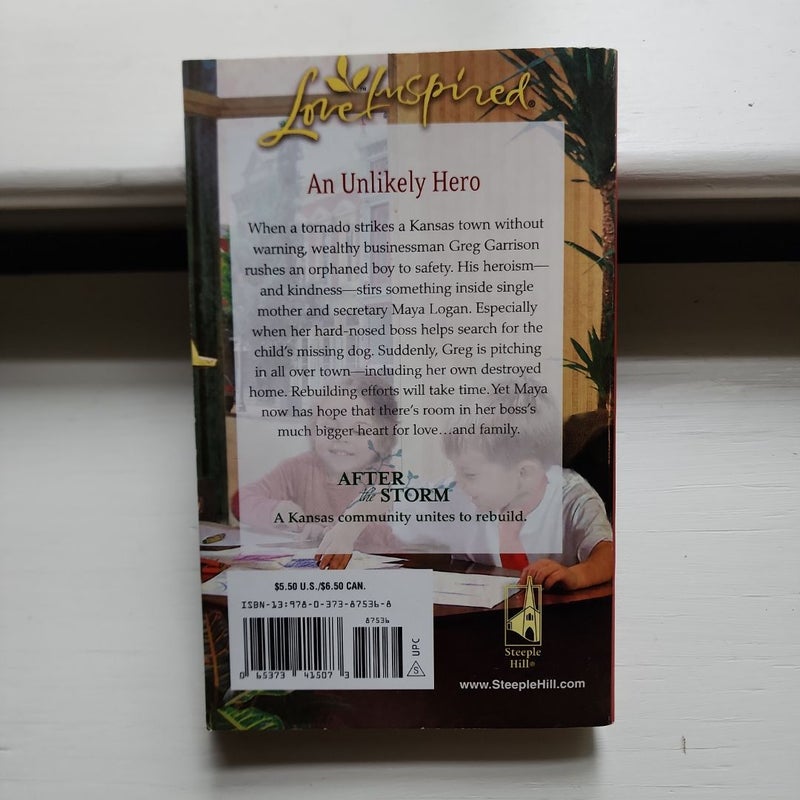 Love Inspired®
An Unlikely Hero
When a tornado strikes a Kansas town without
warning, wealthy businessman Greg Garrison
rushes an orphaned boy to safety. His heroism—
and kindness—stirs something inside single
mother and secretary Maya Logan. Especially
when her hard-nosed boss helps search for the
child's missing dog. Suddenly, Greg is pitching
in all over town—including her own destroyed
home. Rebuilding efforts will take time. Yet Maya
now has hope that there's room in her boss's
much bigger heart for love...and family.
AFTER
the STORM
A Kansas community unites to rebuild.
$5.50 U.S./$6.50 CAN.
ISBN-13:978-0-373-87536-8
87536
0 65373 41507 3
S UPC
Steeple
Hill®
www.SteepleHill.com